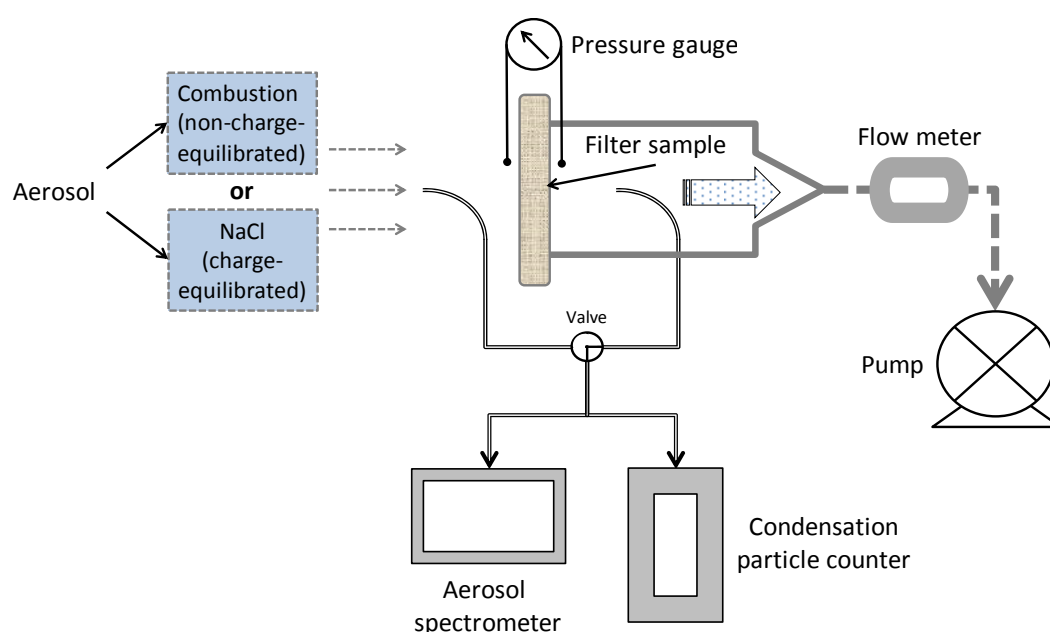 Pressure gauge
Combustion
(non-charge-
equilibrated)
Filter sample
Flow meter
Aerosol
or
NaCl
(charge-
equilibrated)
Valve
Pump
Condensation
particle counter
Aerosol
spectrometer